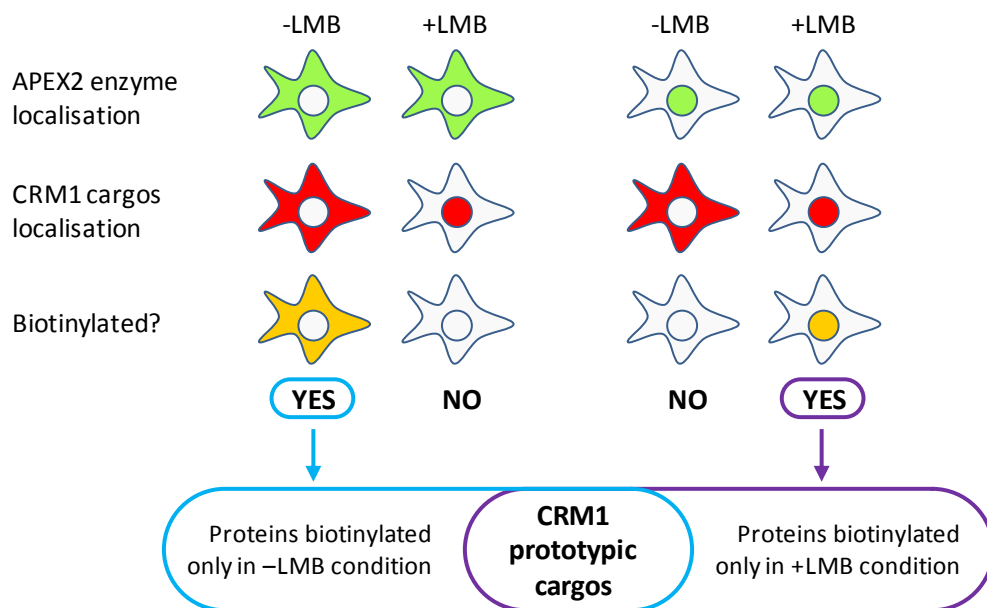 -LMB +LMB -LMB +LMB
APEX2 enzyme
localisation
CRM1 cargos
localisation
Biotinylated?
YES NO NO YES
Proteins biotinylated
only in –LMB condition
CRM1
prototypic
cargos
Proteins biotinylated
only in +LMB condition